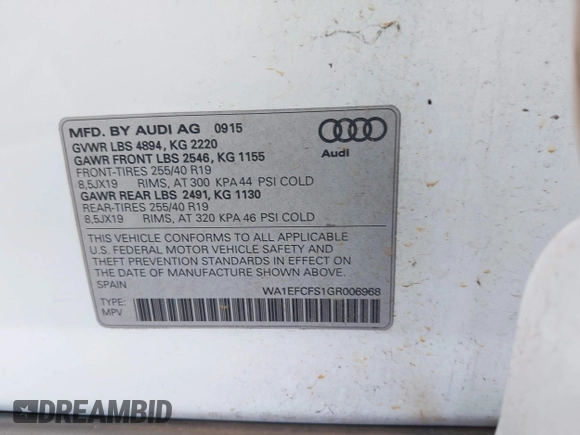 MFD. BY AUDI AG 0915
GVWR LBS 4894, KG 2220
GAWR FRONT LBS 2546, KG 1155
FRONT-TIRES 255/40 R19
8,5JX19 RIMS, AT 300 KPA 44 PSI COLD
GAWR REAR LBS 2491, KG 1130
REAR-TIRES 255/40 R19
8,5JX19 RIMS, AT 320 KPA 46 PSI COLD
Audi
THIS VEHICLE CONFORMS TO ALL APPLICABLE
U.S. FEDERAL MOTOR VEHICLE SAFETY AND
THEFT PREVENTION STANDARDS IN EFFECT ON
THE DATE OF MANUFACTURE SHOWN ABOVE.
SPAIN
WA1EFCFS1GR006968
TYPE:
MPV
DREAMBID